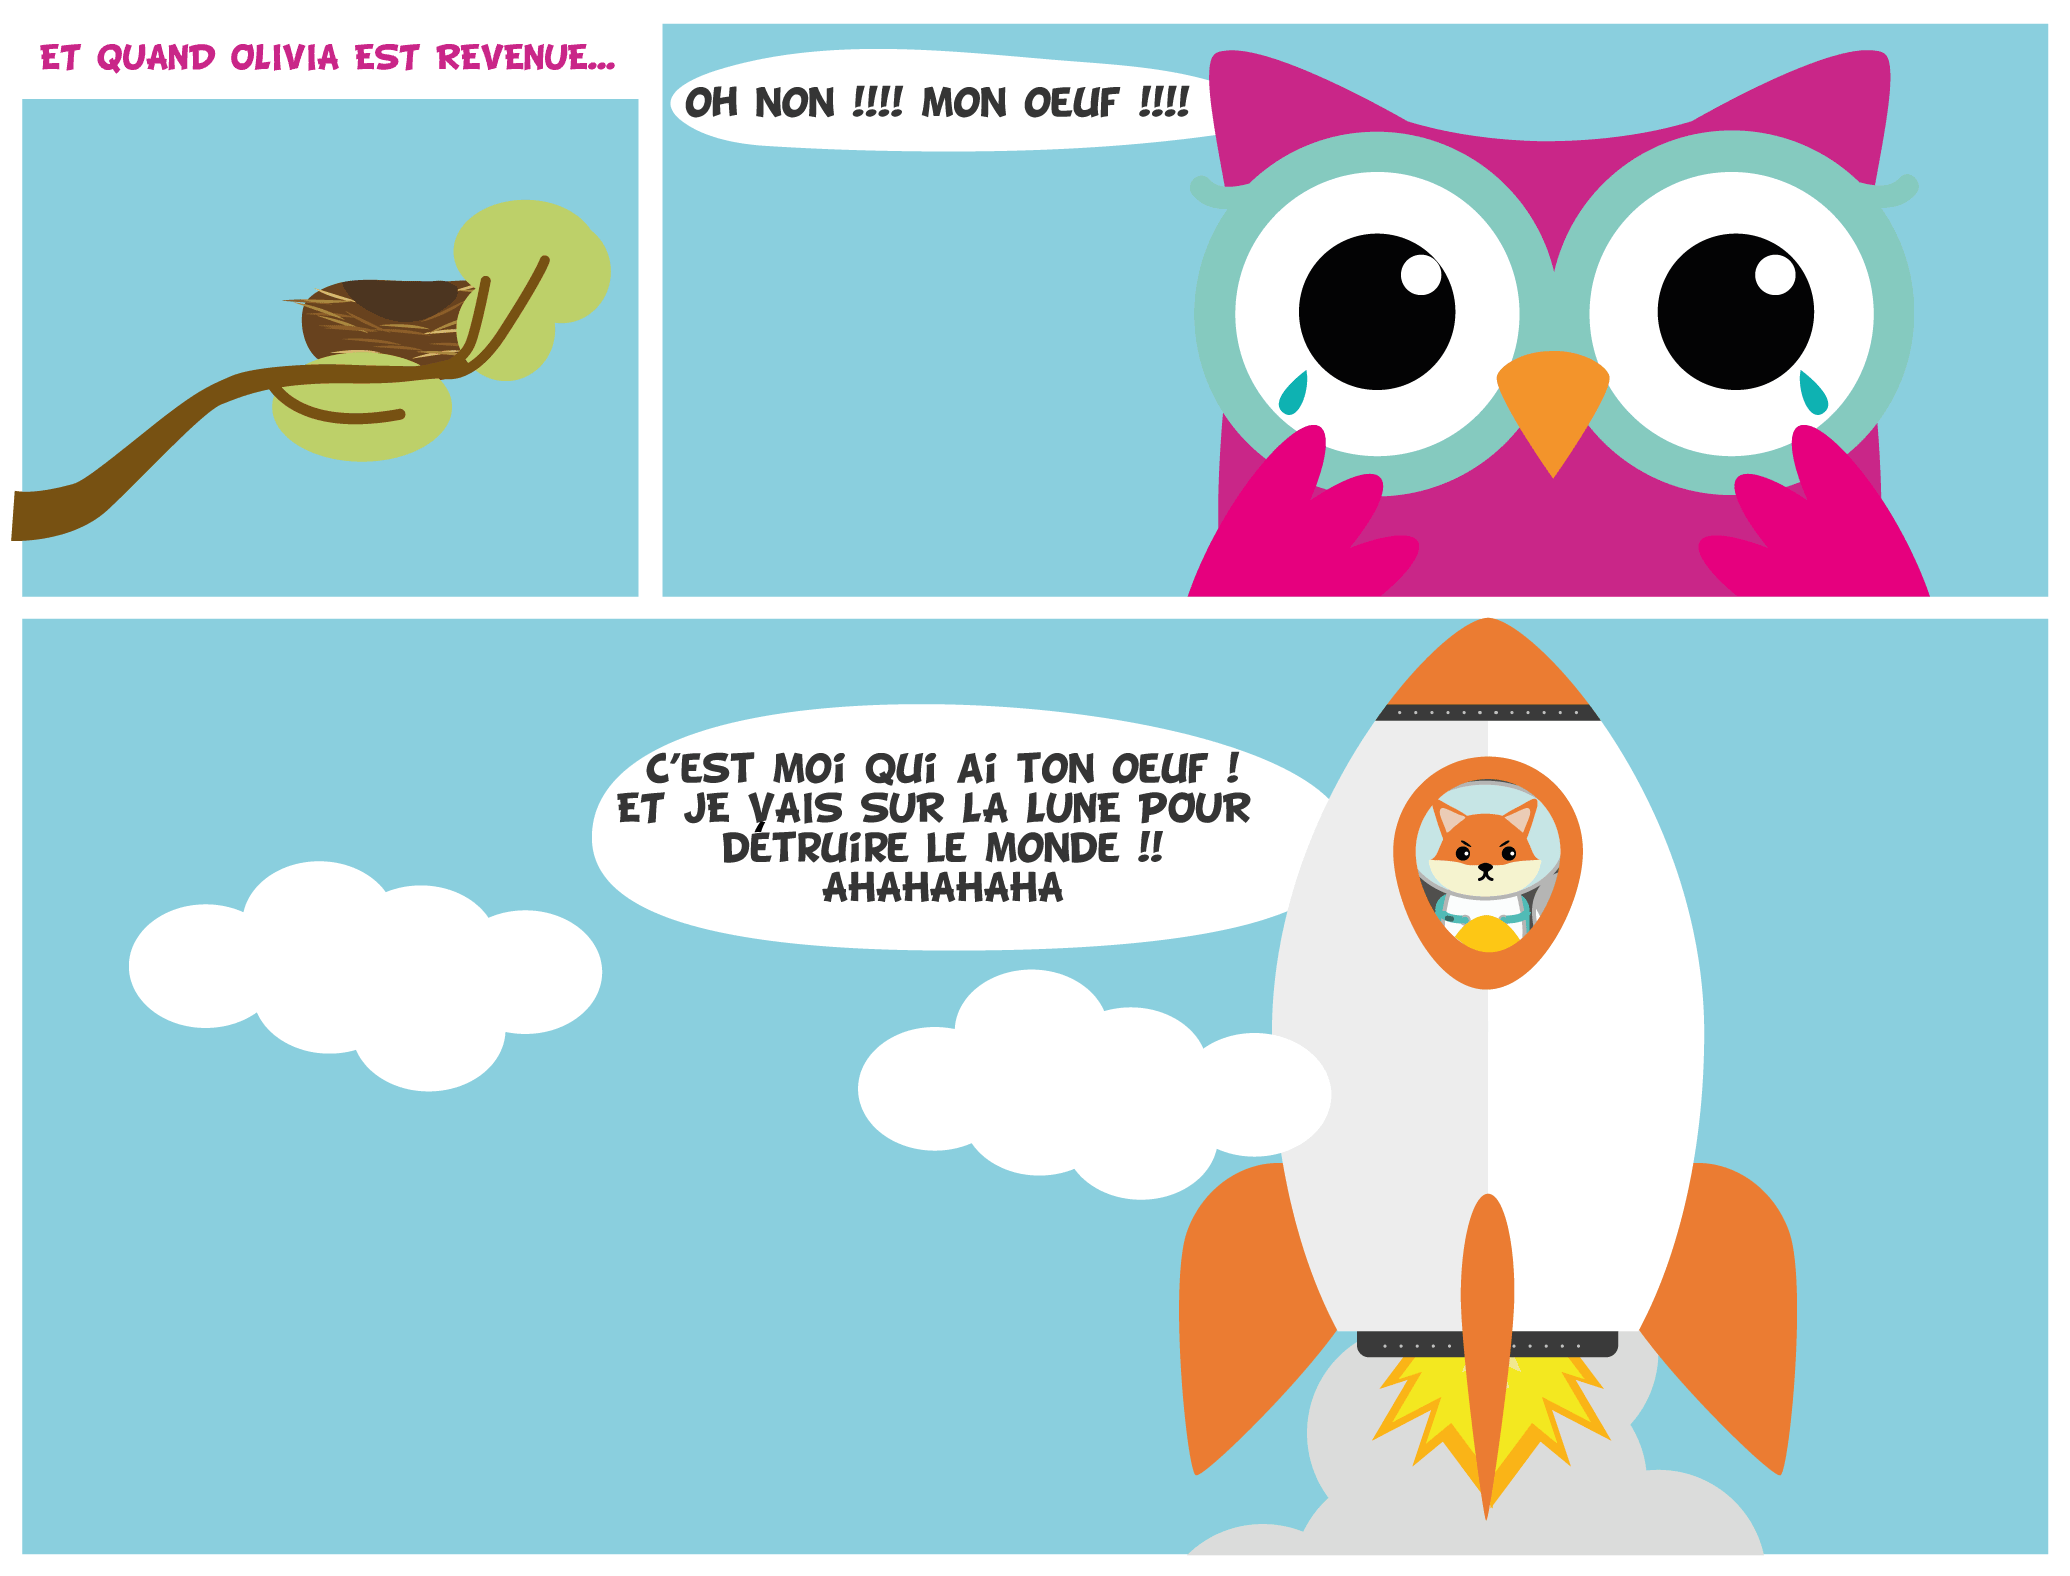 ET QUAND OLIVIA EST REVENUE...
OH NON !!!! MON OEUF !!!!
C'EST MOi QUi Ai TON OEUF !
ET JE VAIS SUR LA LUNE POUR
DÉTRUiRE LE MONDE !!
AHAHAHAHA